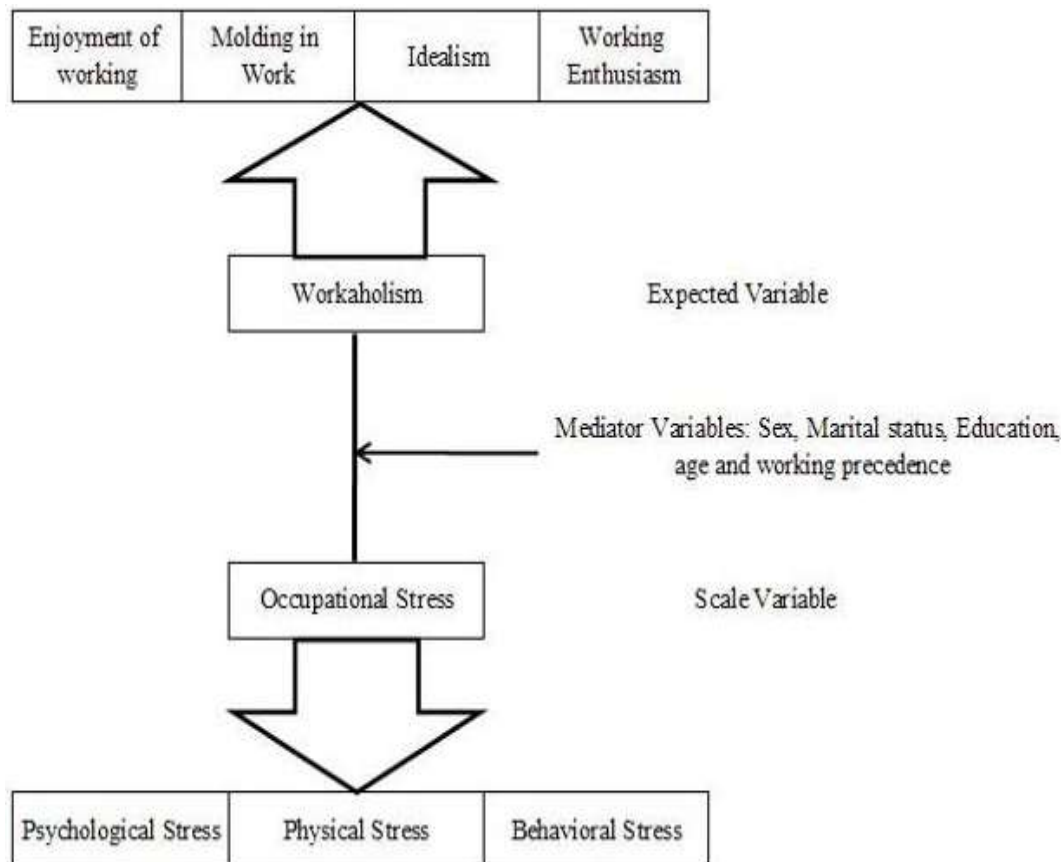 Enjoyment of
working
Molding in
Work
Idealism
Working
Enthusiasm
Workaholism
Expected Variable
Mediator Variables: Sex, Marital status, Education,
age and working precedence
Occupational Stress
Scale Variable
Psychological Stress
Physical Stress
Behavioral Stress